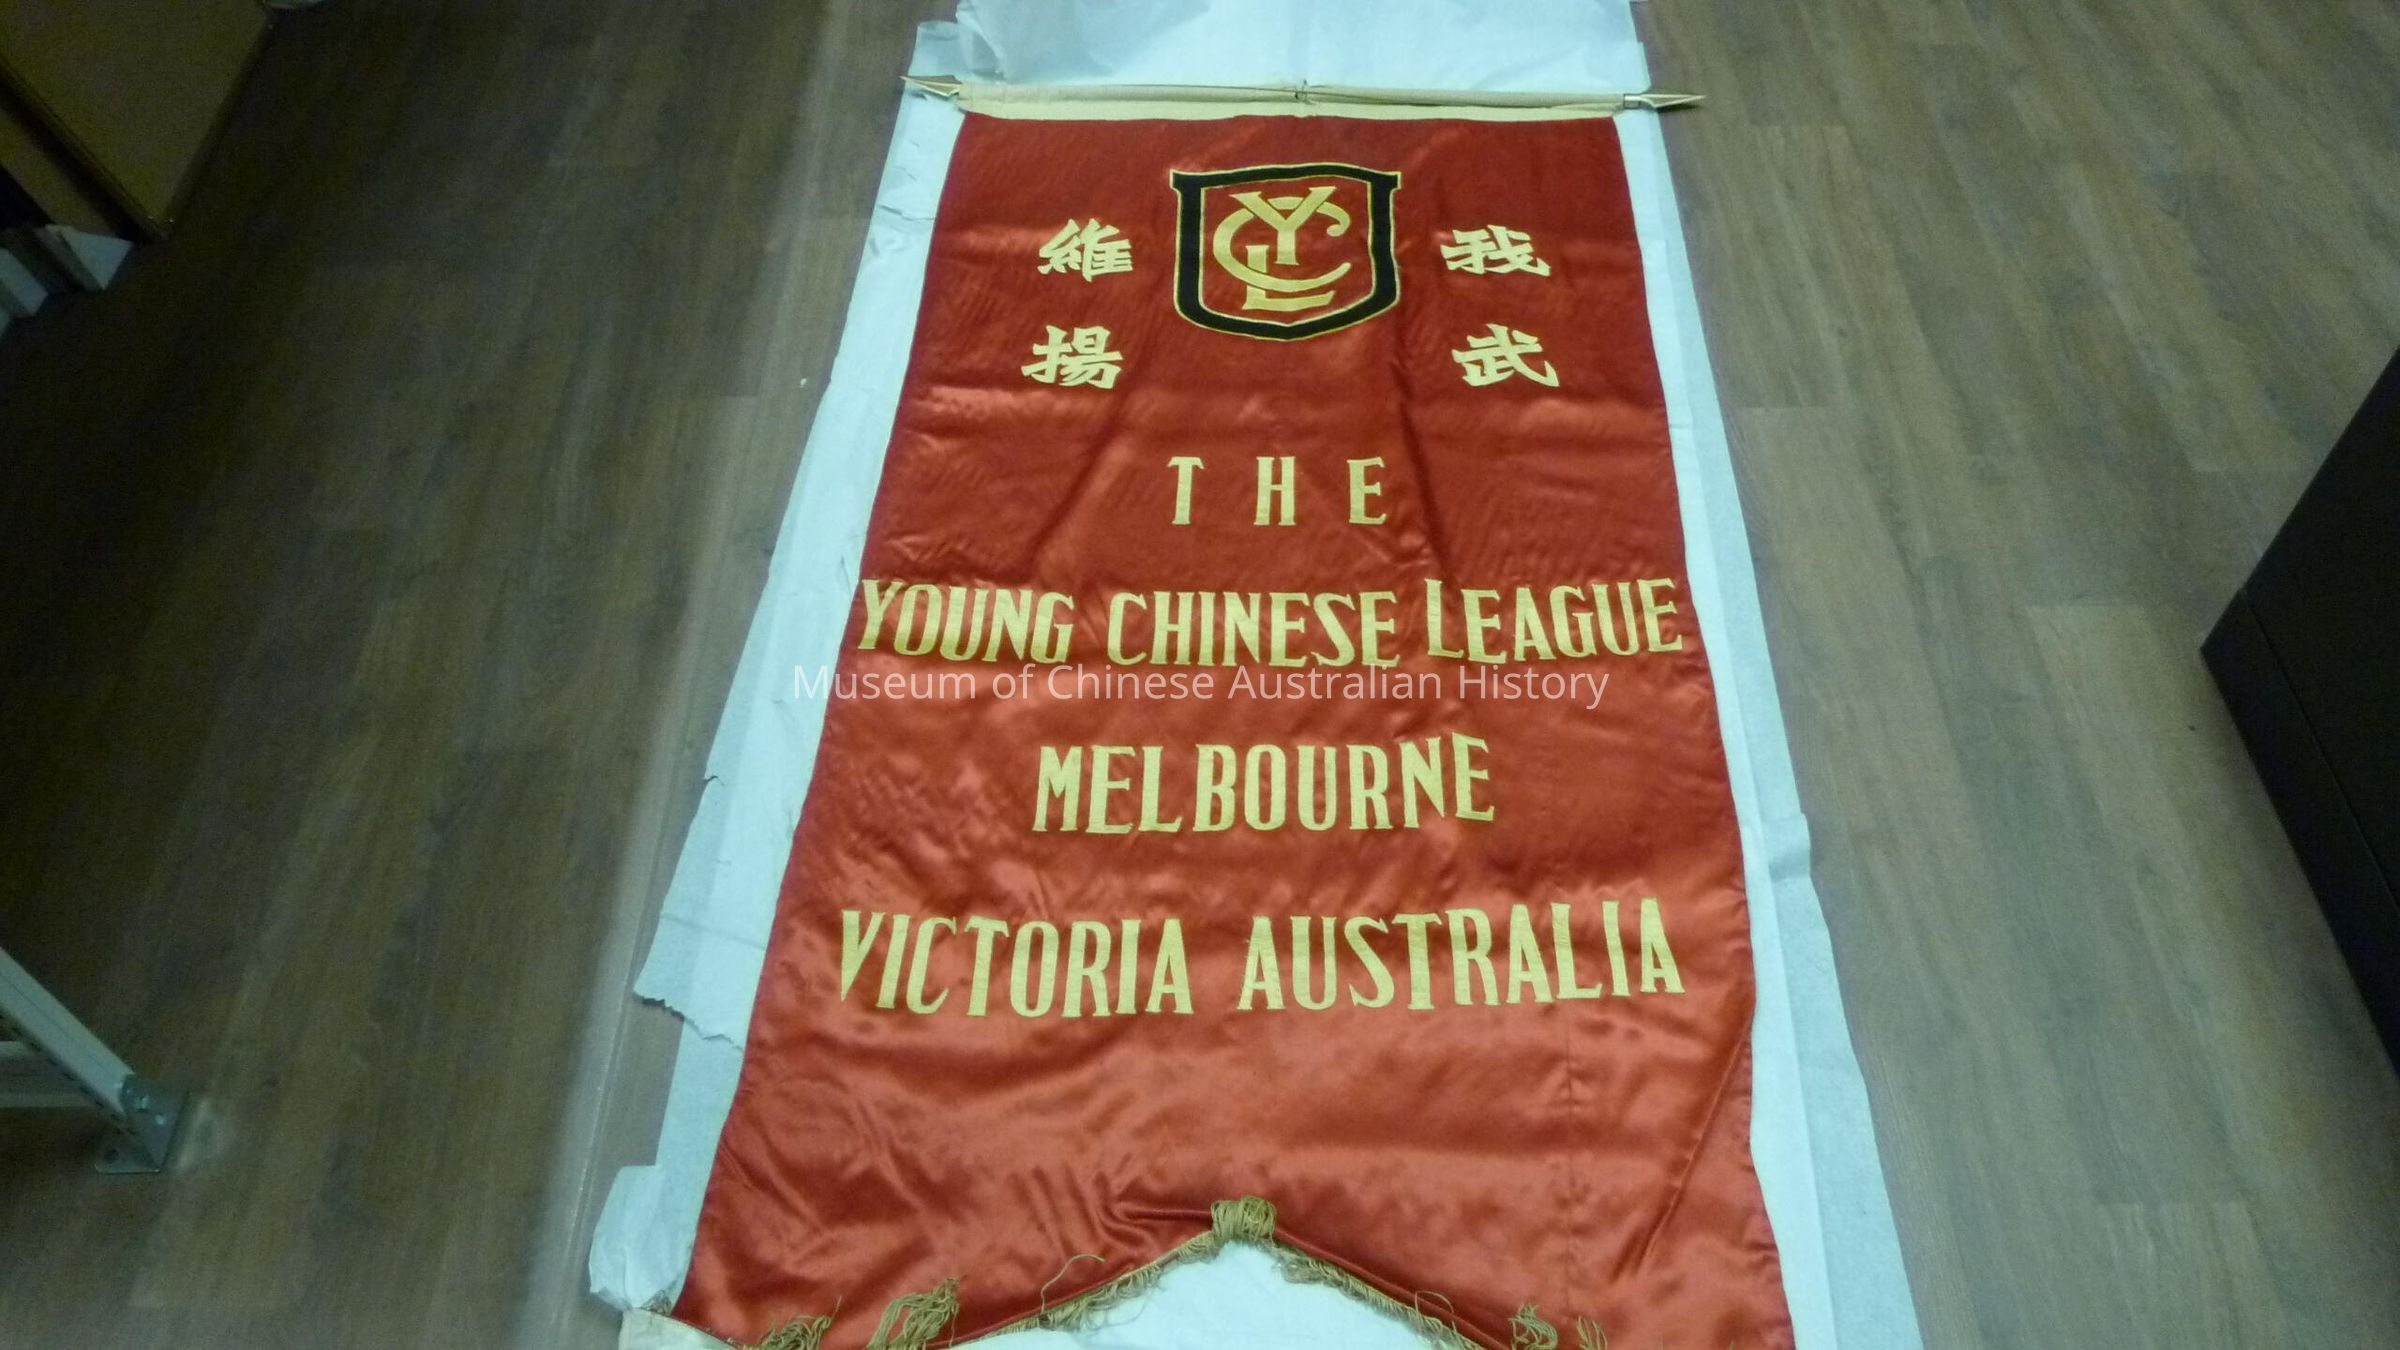 YCL
我武
維揚
THE
YOUNG CHINESE LEAGUE
Museum of Chinese Australian History
MELBOURNE
VICTORIA AUSTRALIA